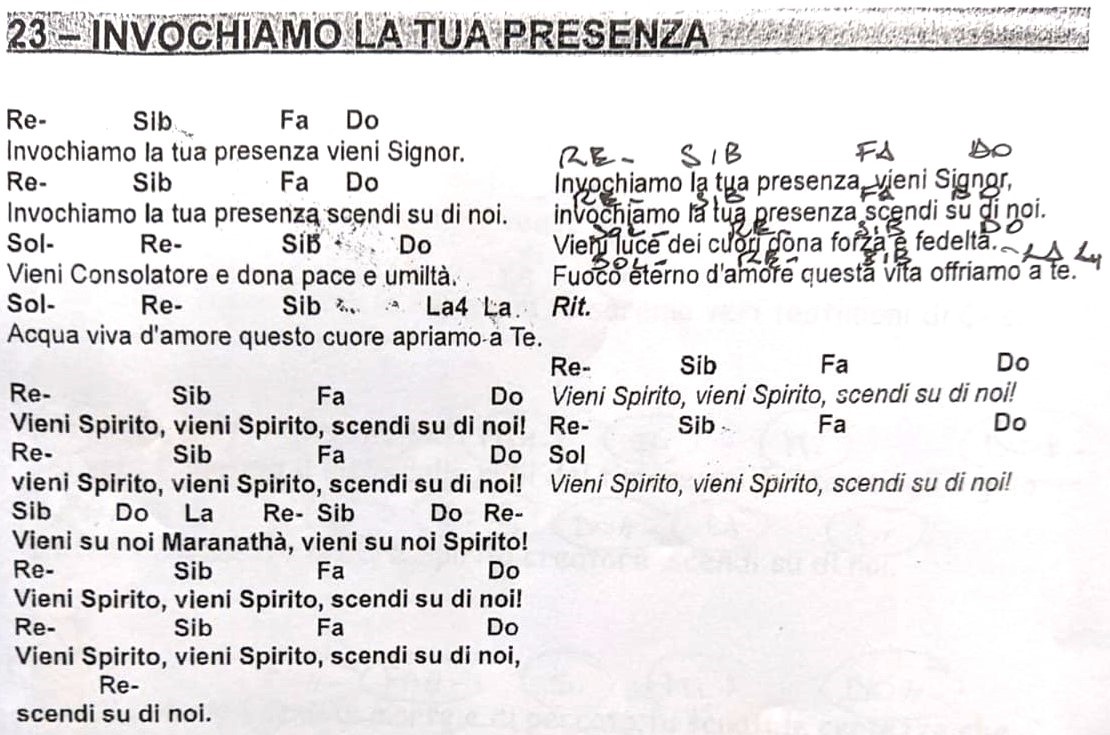 23 – INVOCHIAMO LA TUA PRESENZA
Re- Sib Fa Do
Invochiamo la tua presenza vieni Signor.
Re- Sib Fa Do
Invochiamo la tua presenza scendi su di noi.
Sol- Re- Sib Do
Vieni Consolatore e dona pace e umiltà.
Sol- Re- Sib La4 La
Acqua viva d'amore questo cuore apriamo a Te.
Re- Sib Fa Do
Vieni Spirito, vieni Spirito, scendi su di noi!
Re- Sib Fa Do
vieni Spirito, vieni Spirito, scendi su di noi!
Sib Do La Re- Sib Do Re-
Vieni su noi Maranathà, vieni su noi Spirito!
Re- Sib Fa Do
Vieni Spirito, vieni Spirito, scendi su di noi!
Re- Sib Fa Do
Vieni Spirito, vieni Spirito, scendi su di noi,
Re-
scendi su di noi.
RE- SIB FA DO
Invochiamo la tua presenza, vieni Signor,
RE- SIB FA DO
invochiamo la tua presenza scendi su di noi.
SOL- RE- SIB DO
Vieni luce dei cuori dona forza e fedeltà.
SOL- RE- SIB LA4
Fuoco eterno d'amore questa vita offriamo a te.
Rit.
Re- Sib Fa Do
Vieni Spirito, vieni Spirito, scendi su di noi!
Re- Sib Fa Do
Sol
Vieni Spirito, vieni Spirito, scendi su di noi!